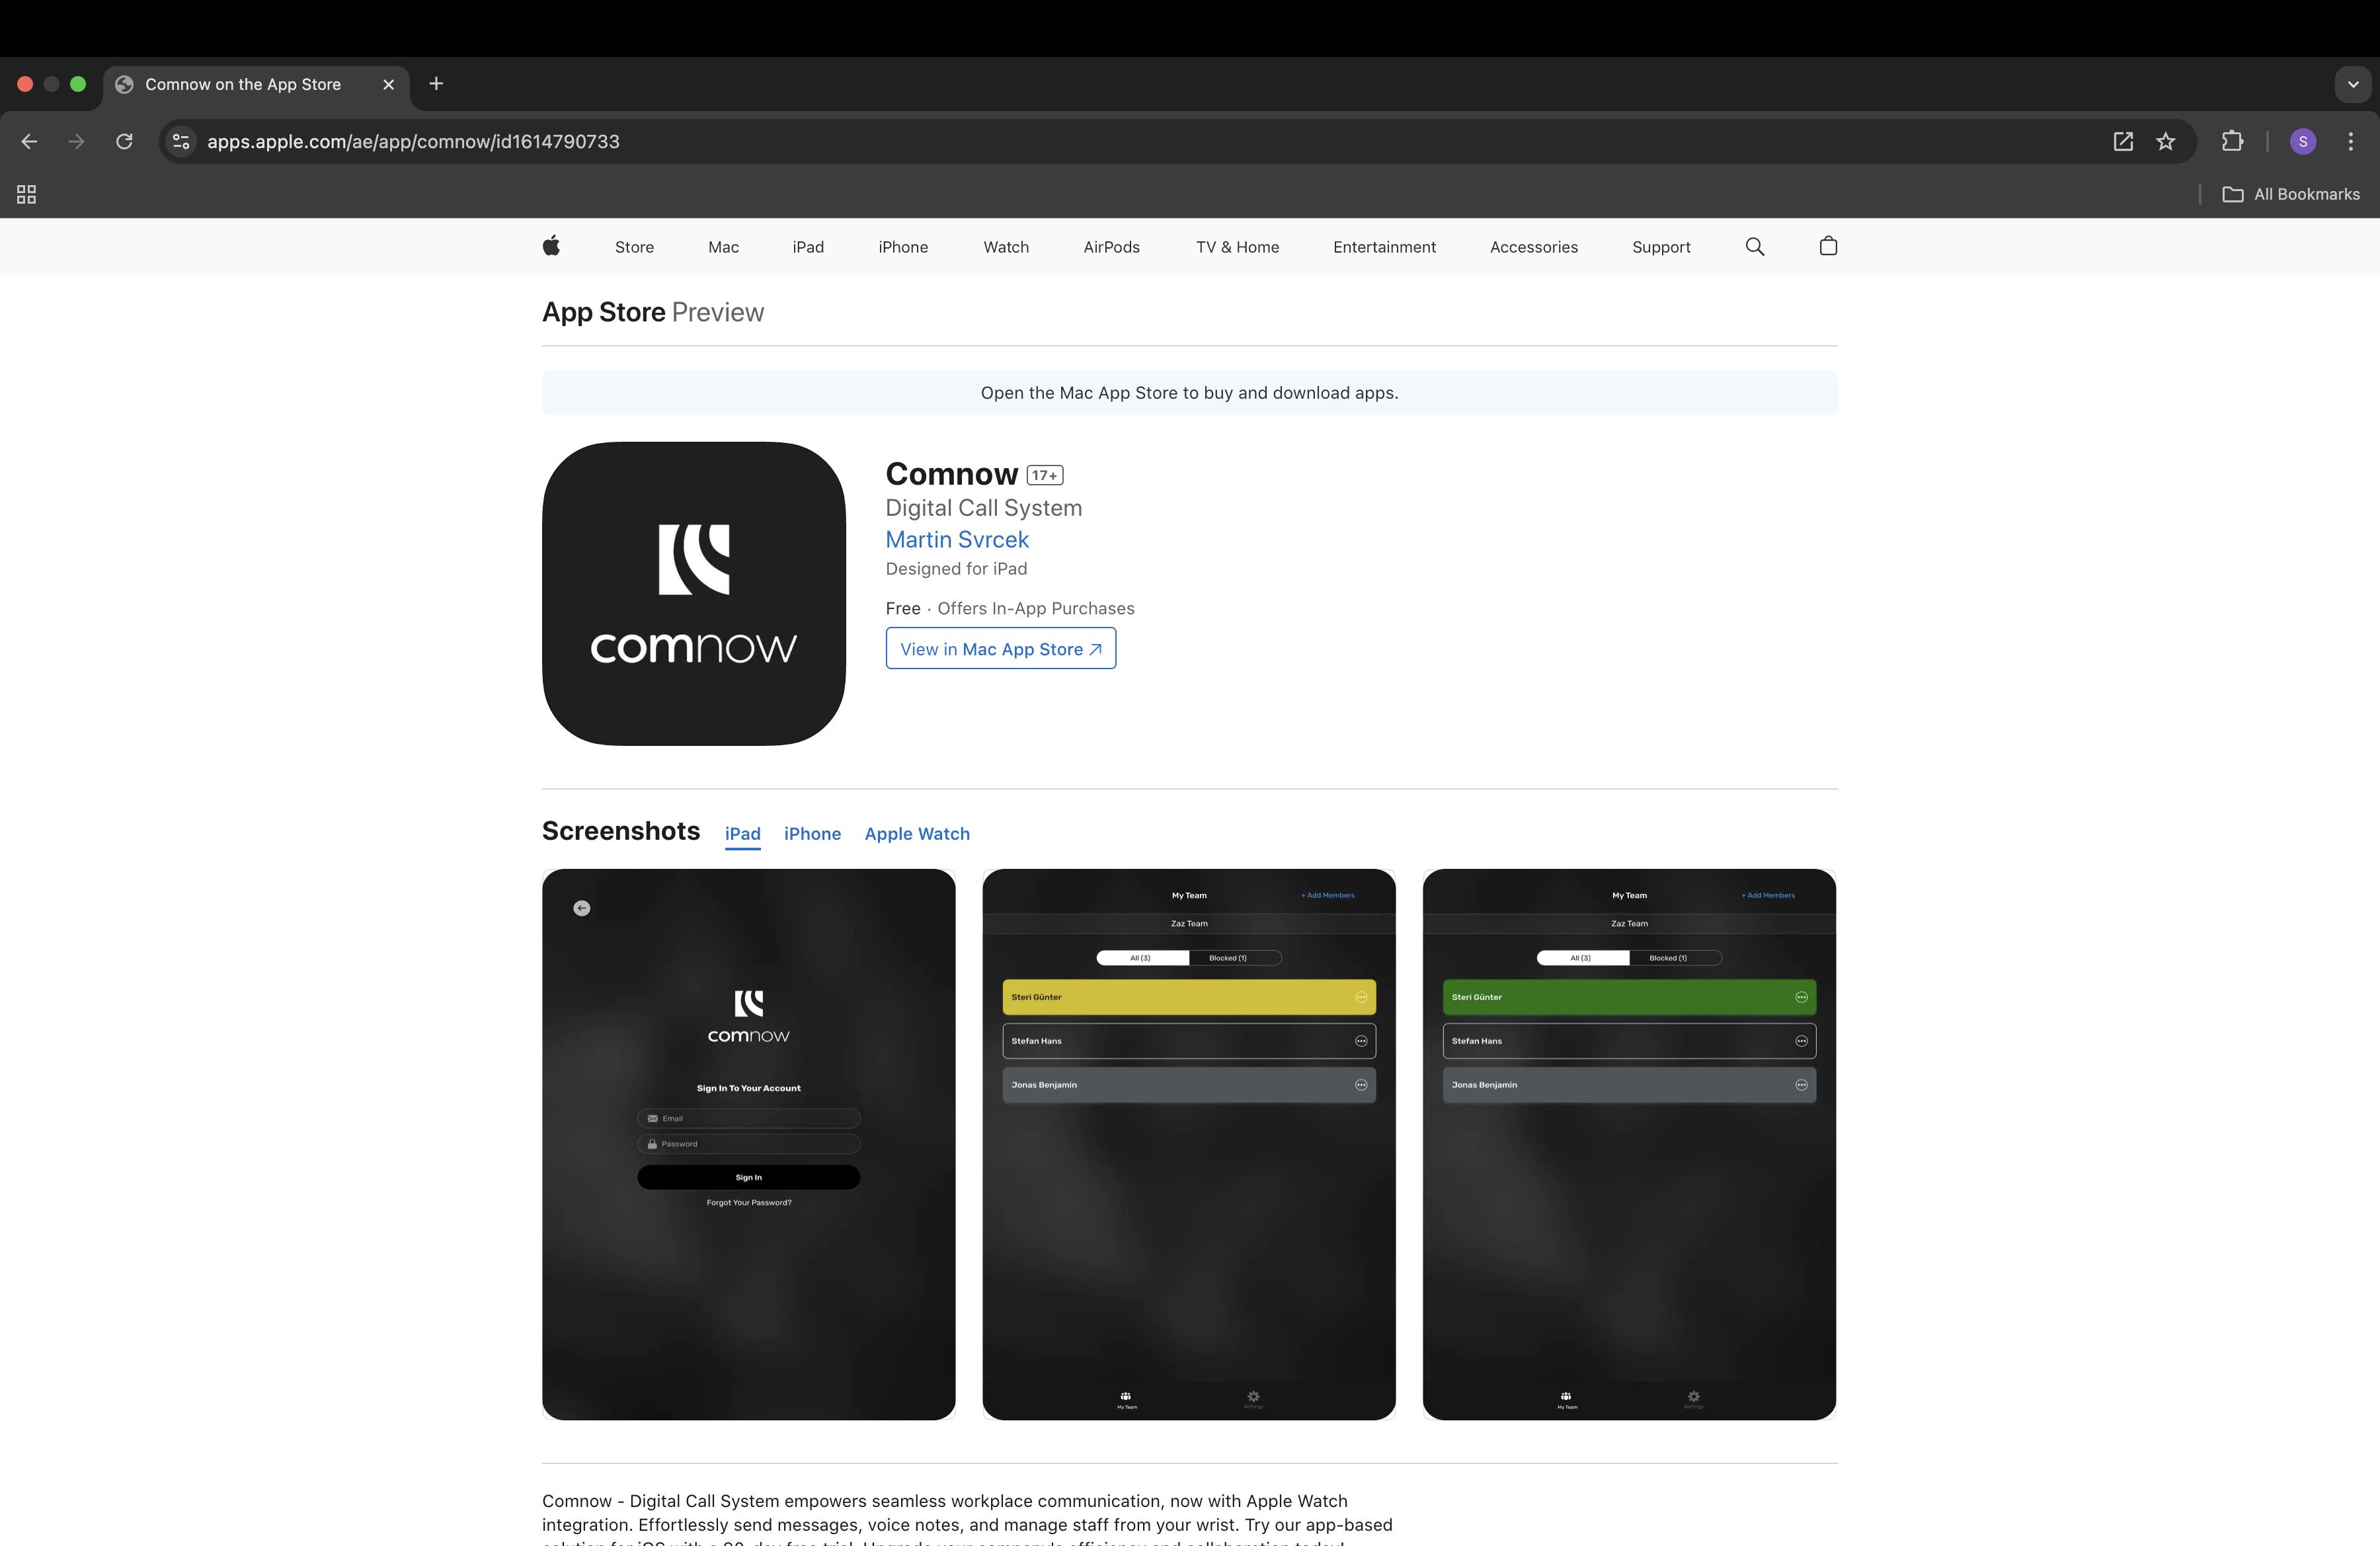 Comnow on the App Store
apps.apple.com/ae/app/comnow/id1614790733
S
All Bookmarks
Store Mac iPad iPhone Watch AirPods TV & Home Entertainment Accessories Support
App Store Preview
Open the Mac App Store to buy and download apps.
comnow
Comnow 17+
Digital Call System
Martin Svrcek
Designed for iPad
Free · Offers In-App Purchases
View in Mac App Store
Screenshots iPad iPhone Apple Watch
comnow
Sign In To Your Account
Email
Password
Sign In
Forgot Your Password?
My Team + Add Members
Zaz Team
All (3) Blocked (1)
Steri Günter
Stefan Hans
Jonas Benjamin
My Team Settings
My Team + Add Members
Zaz Team
All (3) Blocked (1)
Steri Günter
Stefan Hans
Jonas Benjamin
My Team Settings
Comnow - Digital Call System empowers seamless workplace communication, now with Apple Watch
integration. Effortlessly send messages, voice notes, and manage staff from your wrist. Try our app-based